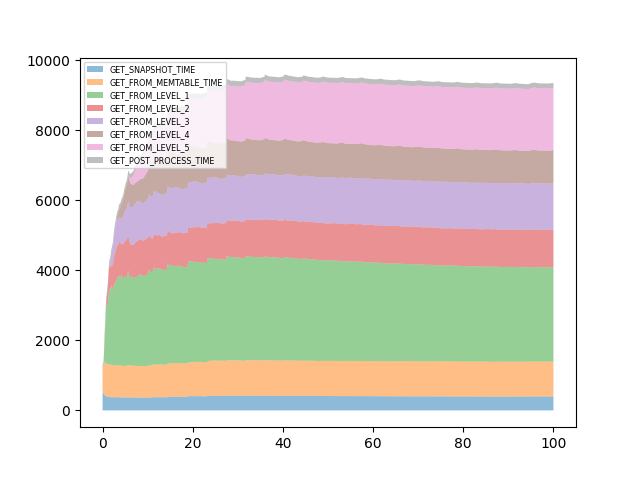 10000
8000
6000
4000
2000
0
GET_SNAPSHOT_TIME
GET_FROM_MEMTABLE_TIME
GET_FROM_LEVEL_1
GET_FROM_LEVEL_2
GET_FROM_LEVEL_3
GET_FROM_LEVEL_4
GET_FROM_LEVEL_5
GET_POST_PROCESS_TIME
0 20 40 60 80 100